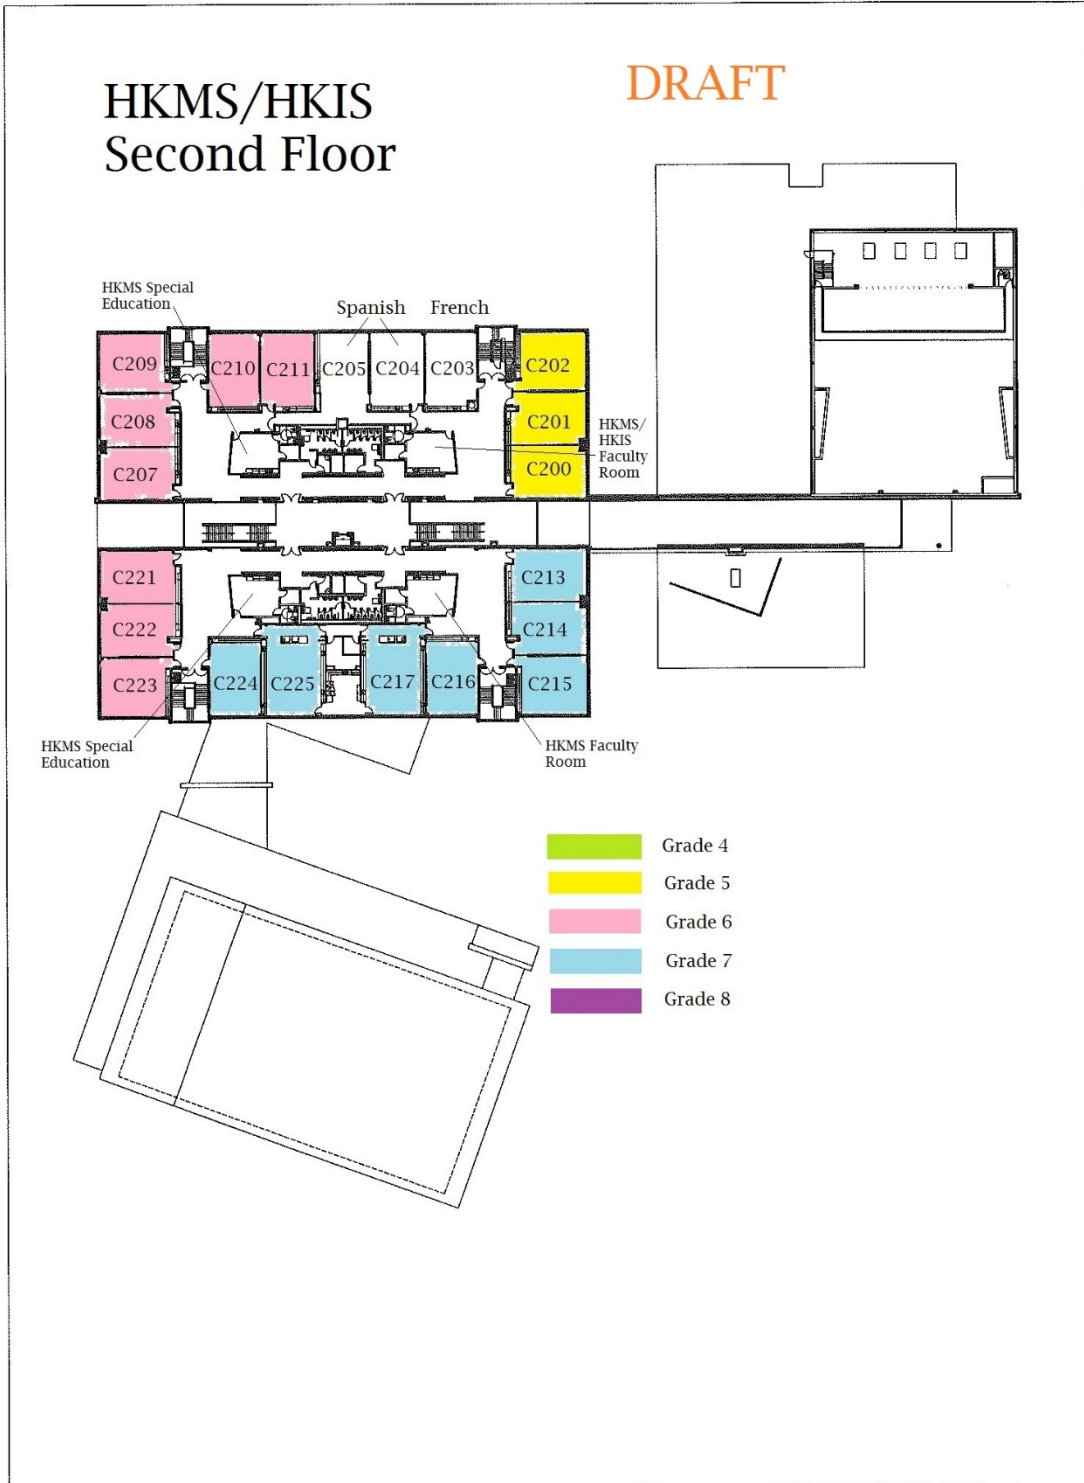 HKMS/HKIS
Second Floor
DRAFT
HKMS Special
Education
Spanish
French
C209
C210
C211
C205
C204
C203
C202
C208
C201
HKMS/
HKIS
Faculty
Room
C207
C200
C221
C213
C222
C214
C223
C224
C225
C217
C216
C215
HKMS Special
Education
HKMS Faculty
Room
Grade 4
Grade 5
Grade 6
Grade 7
Grade 8